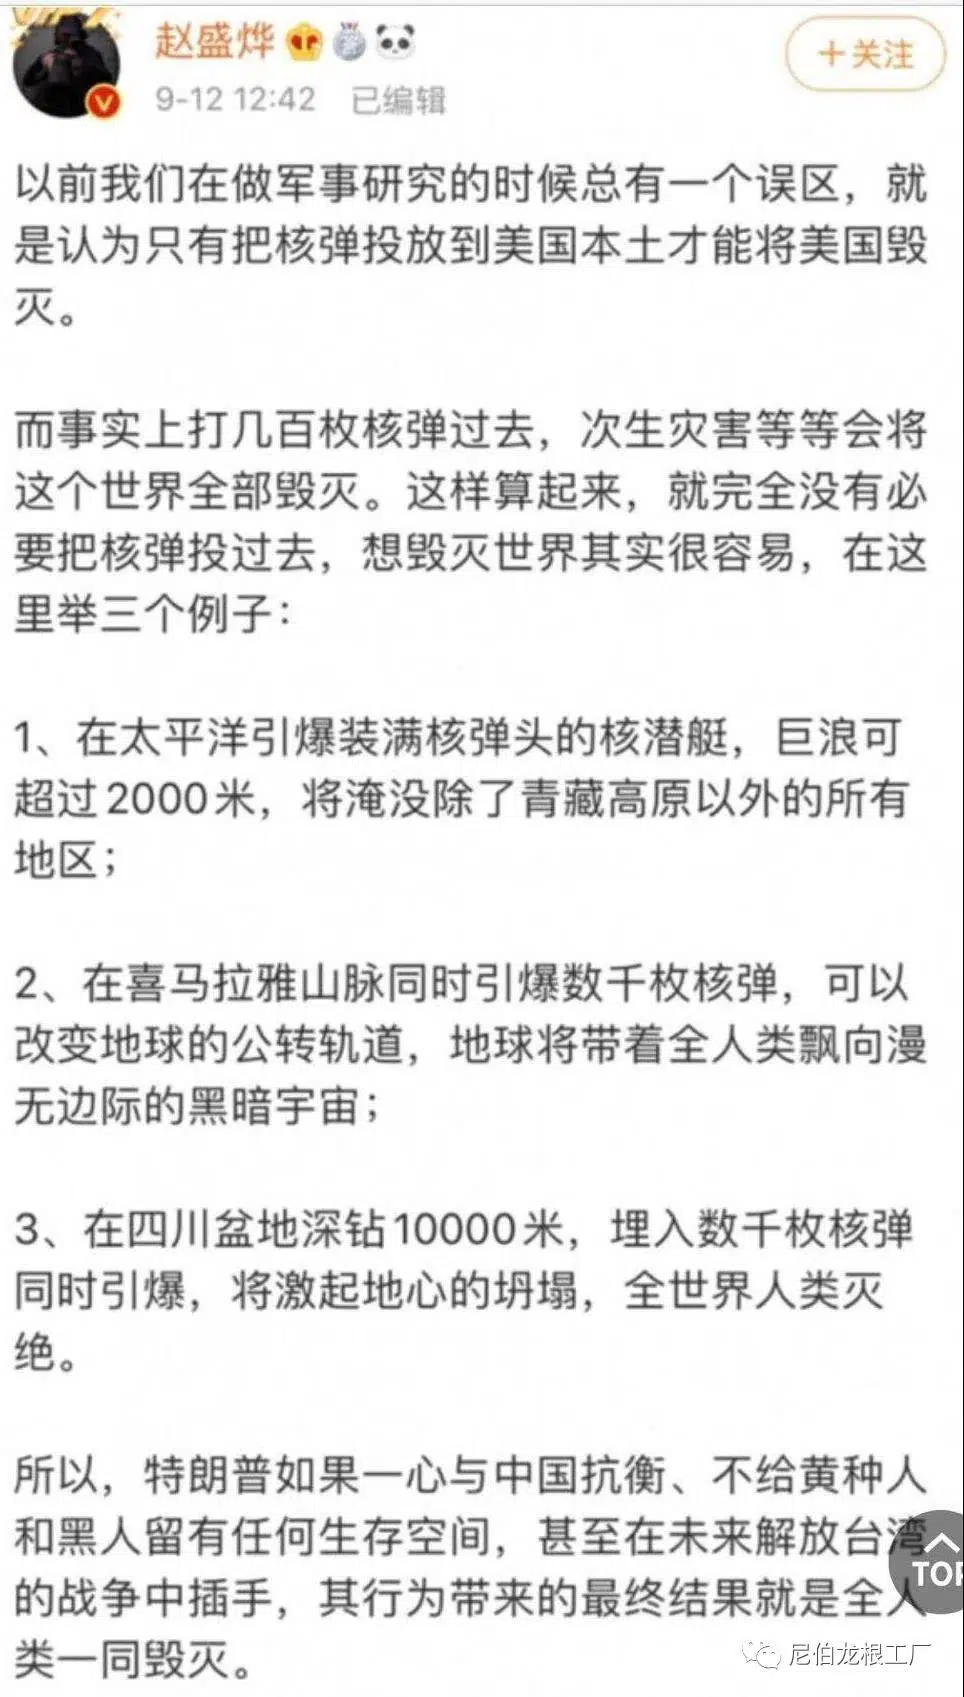 赵盛烨
+关注
9-12 12:42 已编辑
以前我们在做军事研究的时候总有一个误区，就
是认为只有把核弹投放到美国本土才能将美国毁
灭。
而事实上打几百枚核弹过去，次生灾害等等会将
这个世界全部毁灭。这样算起来，就完全没有必
要把核弹投过去，想毁灭世界其实很容易，在这
里举三个例子：
1、在太平洋引爆装满核弹头的核潜艇，巨浪可
超过2000米，将淹没除了青藏高原以外的所有
地区；
2、在喜马拉雅山脉同时引爆数千枚核弹，可以
改变地球的公转轨道，地球将带着全人类飘向漫
无边际的黑暗宇宙；
3、在四川盆地深钻10000米，埋入数千枚核弹
同时引爆，将激起地心的坍塌，全世界人类灭
绝。
所以，特朗普如果一心与中国抗衡、不给黄种人
和黑人留有任何生存空间，甚至在未来解放台湾
的战争中插手，其行为带来的最终结果就是全人
类一同毁灭。
TOP
尼伯龙根工厂